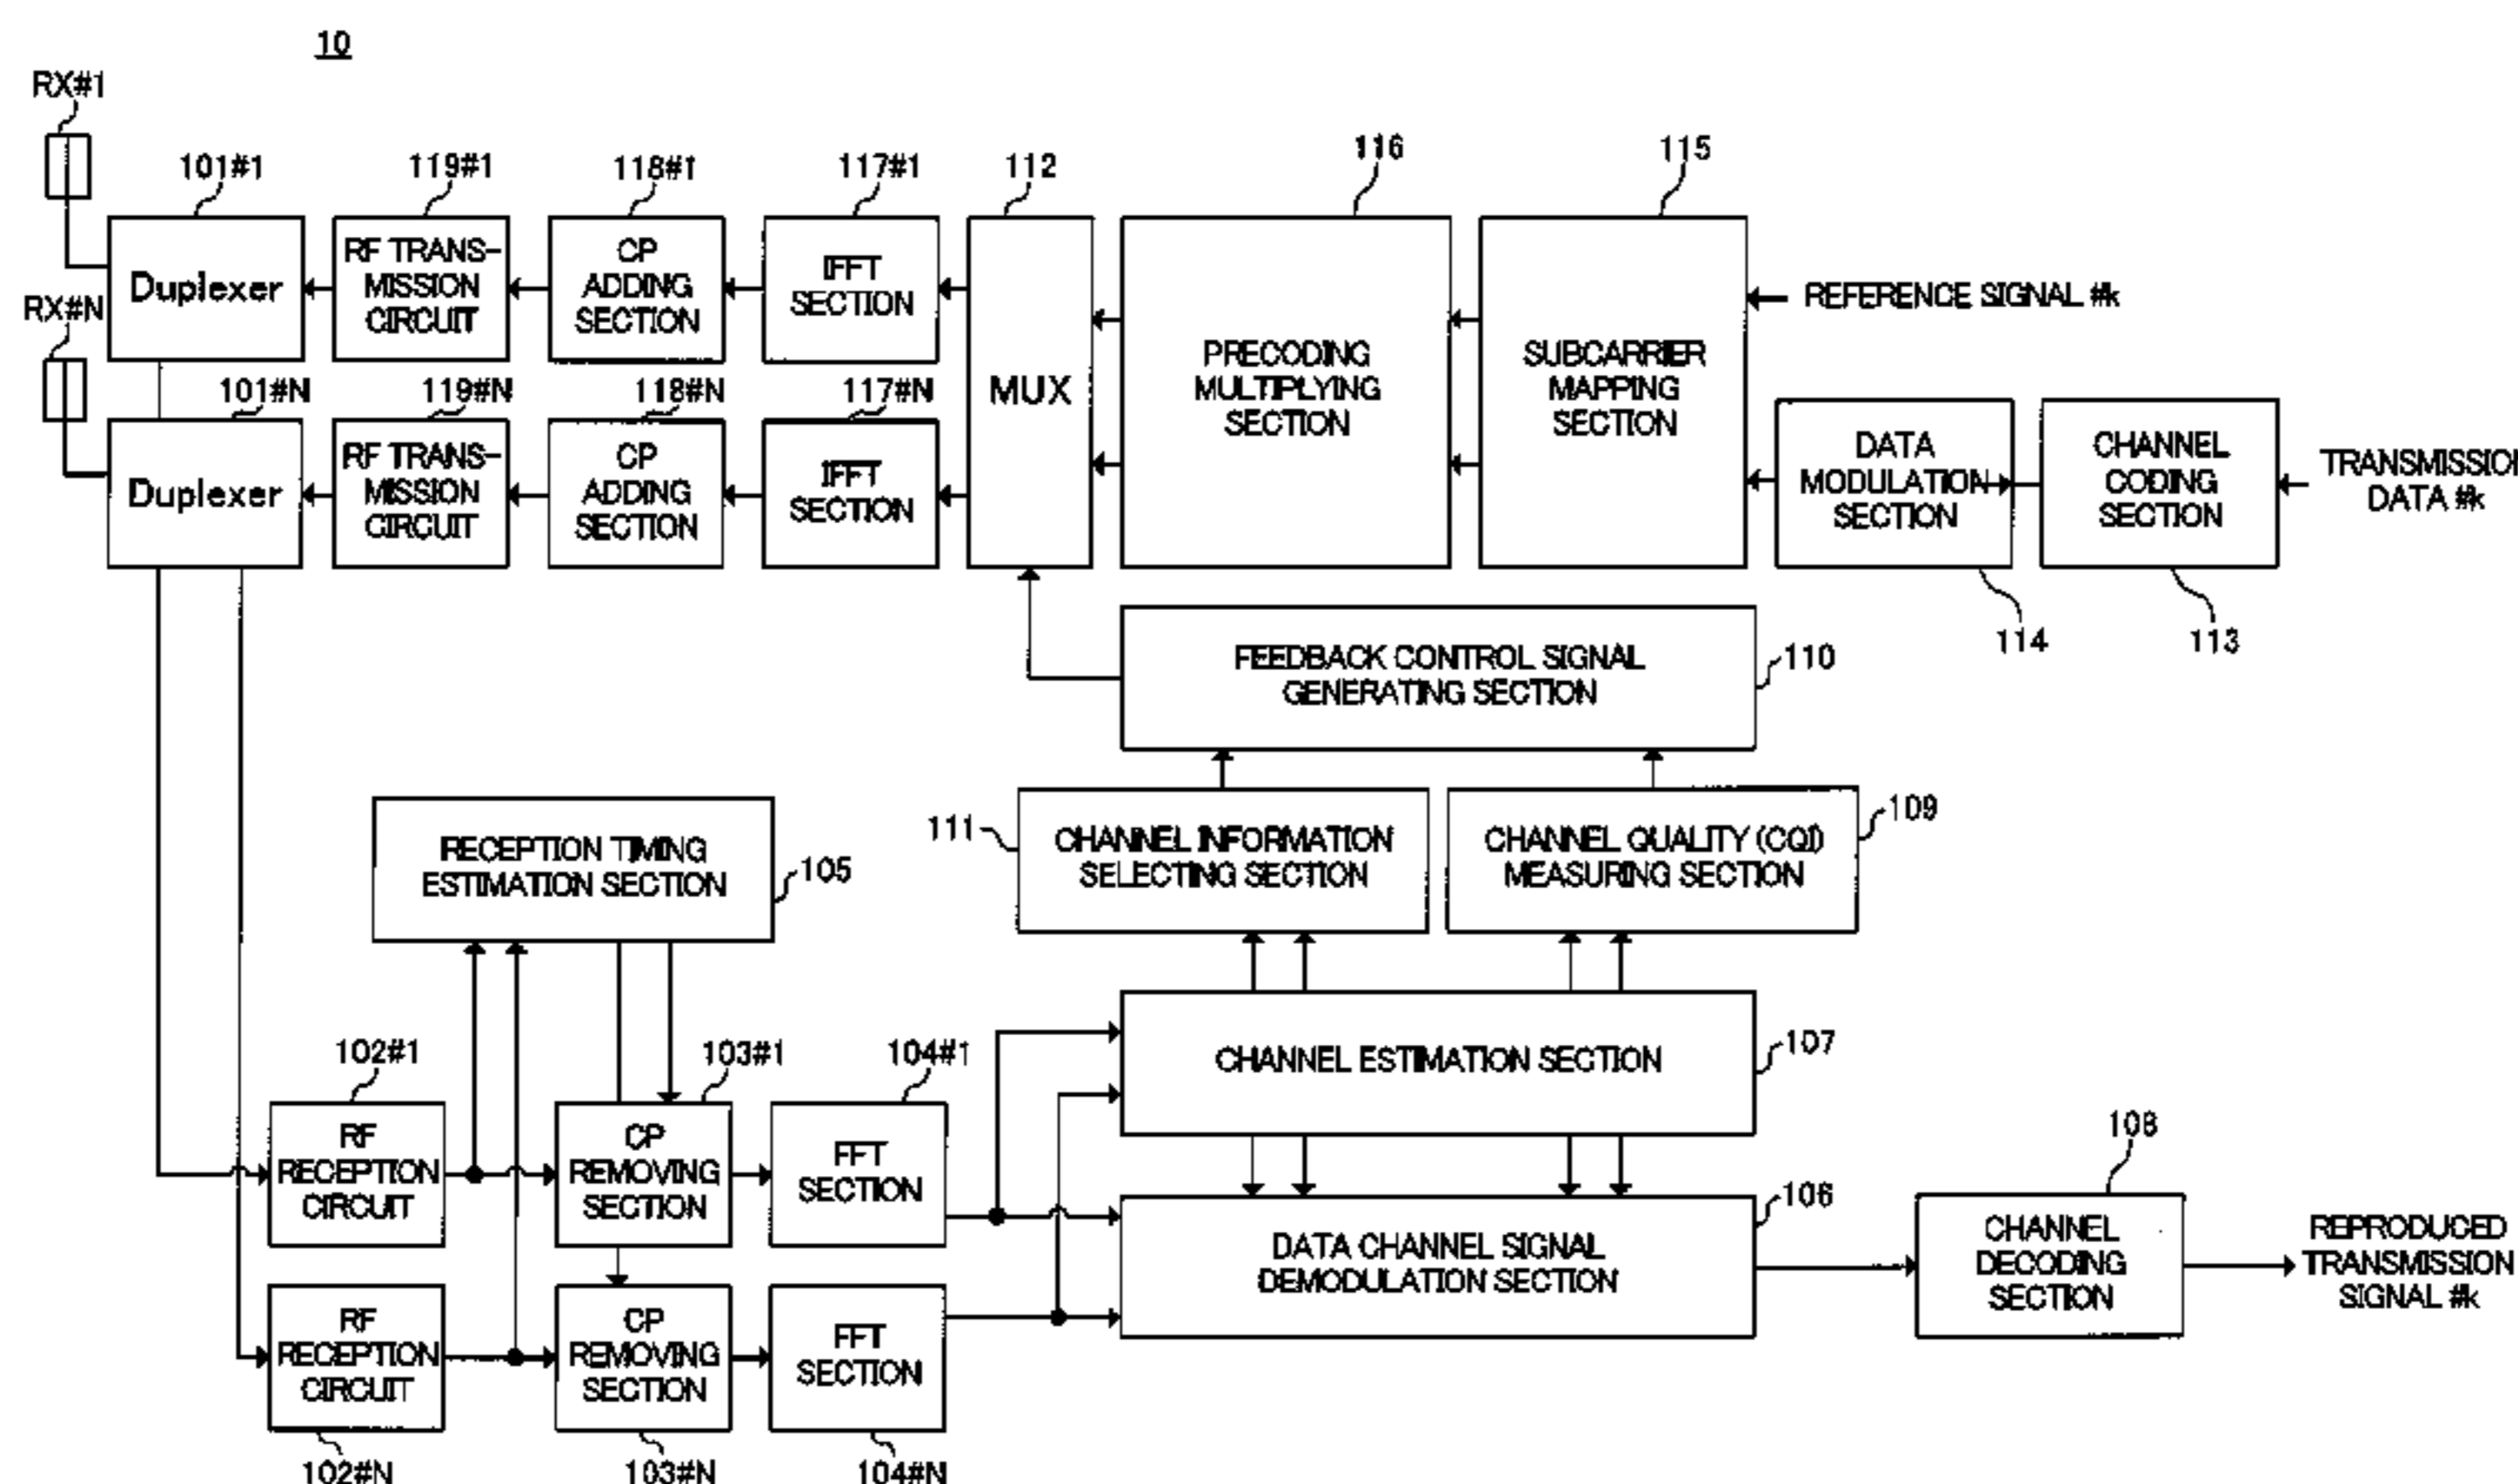 10
RX#1
101#1
119#1
118#1
117#1
112
116
115
Duplexer
RF TRANS-
MISSION
CIRCUIT
CP
ADDING
SECTION
IFFT
SECTION
MUX
PRECODING
MULTIPLYING
SECTION
SUBCARRIER
MAPPING
SECTION
REFERENCE SIGNAL #k
RX#N
101#N
119#N
118#N
117#N
Duplexer
RF TRANS-
MISSION
CIRCUIT
CP
ADDING
SECTION
IFFT
SECTION
DATA
MODULATION
SECTION
CHANNEL
CODING
SECTION
TRANSMISSION
DATA #k
114
113
FEEDBACK CONTROL SIGNAL
GENERATING SECTION
110
RECEPTION TIMING
ESTIMATION SECTION
105
111
CHANNEL INFORMATION
SELECTING SECTION
CHANNEL QUALITY (CQI)
MEASURING SECTION
109
102#1
103#1
104#1
CHANNEL ESTIMATION SECTION
107
RF
RECEPTION
CIRCUIT
CP
REMOVING
SECTION
FFT
SECTION
108
106
DATA CHANNEL SIGNAL
DEMODULATION SECTION
CHANNEL
DECODING
SECTION
REPRODUCED
TRANSMISSION
SIGNAL #k
RF
RECEPTION
CIRCUIT
CP
REMOVING
SECTION
FFT
SECTION
102#N
103#N
104#N